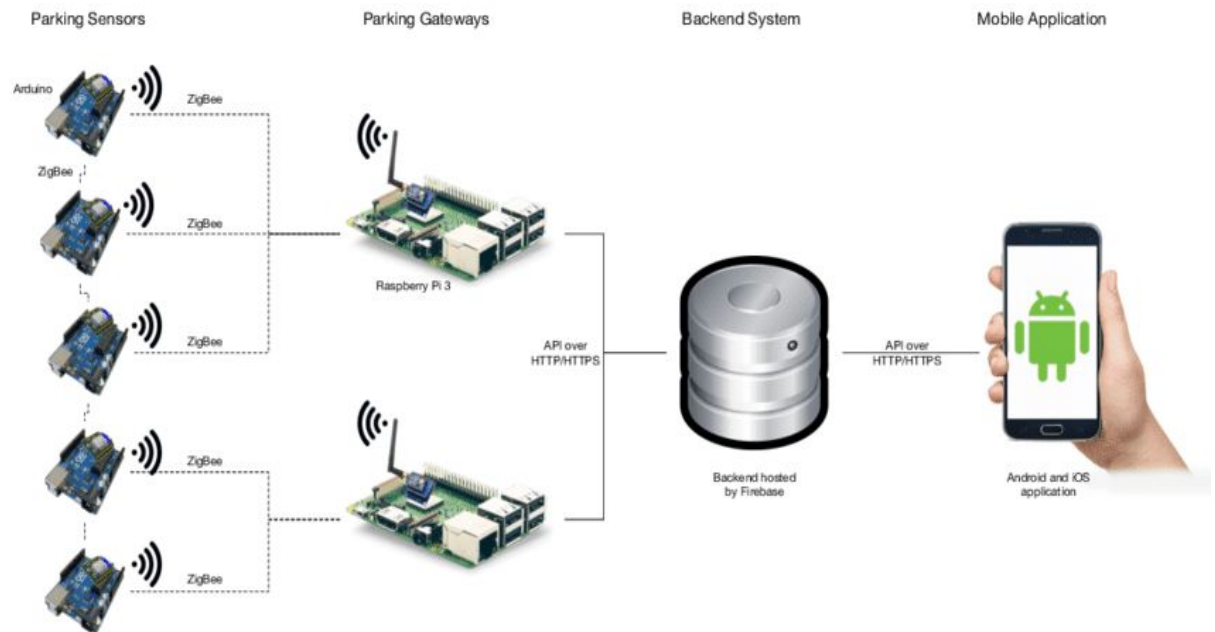 Parking Sensors
Parking Gateways
Backend System
Mobile Application
Arduino
ZigBee
ZigBee
ZigBee
ZigBee
ZigBee
ZigBee
Raspberry Pi 3
API over
HTTP/HTTPS
API over
HTTP/HTTPS
Backend hosted
by Firebase
Android and iOS
application